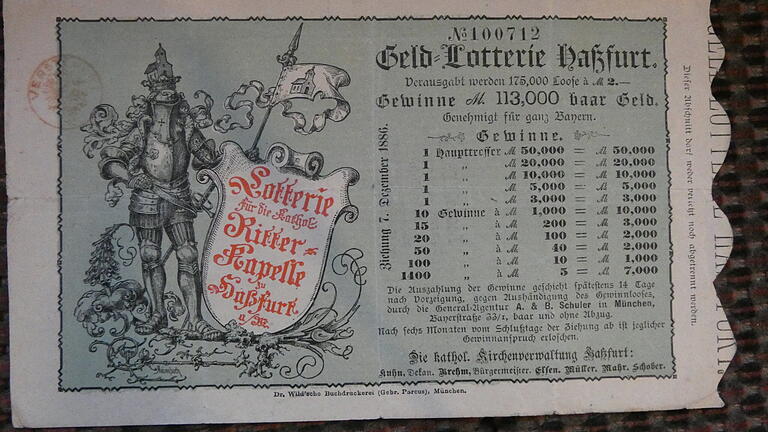 № 100712
Geld-Lotterie Haßfurt.
Verausgabt werden 175,000 Loose à M 2.—
Gewinne M. 113,000 baar Geld.
Genehmigt für ganz Bayern.
Gewinne.
1 Haupttreffer M 50,000 = M 50,000
1 „ „ 20,000 = M 20,000
1 „ „ 10,000 = M 10,000
1 „ „ 5,000 = M 5,000
1 „ „ 3,000 = M 3,000
10 Gewinne à M 1,000 = M 10,000
15 „ à M 200 = M 3,000
20 „ à M 100 = M 2,000
50 „ à M 40 = M 2,000
100 „ à M 10 = M 1,000
1400 „ à M 5 = M 7,000
Ziehung 7. Dezember 1886.
Die Auszahlung der Gewinne geschieht spätestens 14 Tage
nach Vorzeigung, gegen Aushändigung des Gewinnlooses,
durch die General-Agentur A. & B. Schuler in München,
Bayerstraße 33/1, baar und ohne Abzug.
Nach sechs Monaten vom Schlußtage der Ziehung ab ist jeglicher
Gewinnanspruch erloschen.
Die kathol. Kirchenverwaltung Haßfurt:
Kuhn, Dekan. Brehm, Bürgermeister. Elsen. Müller. Mahr. Schober.
Lotterie
für die kathol.
Ritter-
Kapelle
zu
Haßfurt
a/M.
Dr. Wild'sche Buchdruckerei (Gebr. Parcus), München.
Dieser Abschnitt darf weder verletzt noch abgetrennt werden.